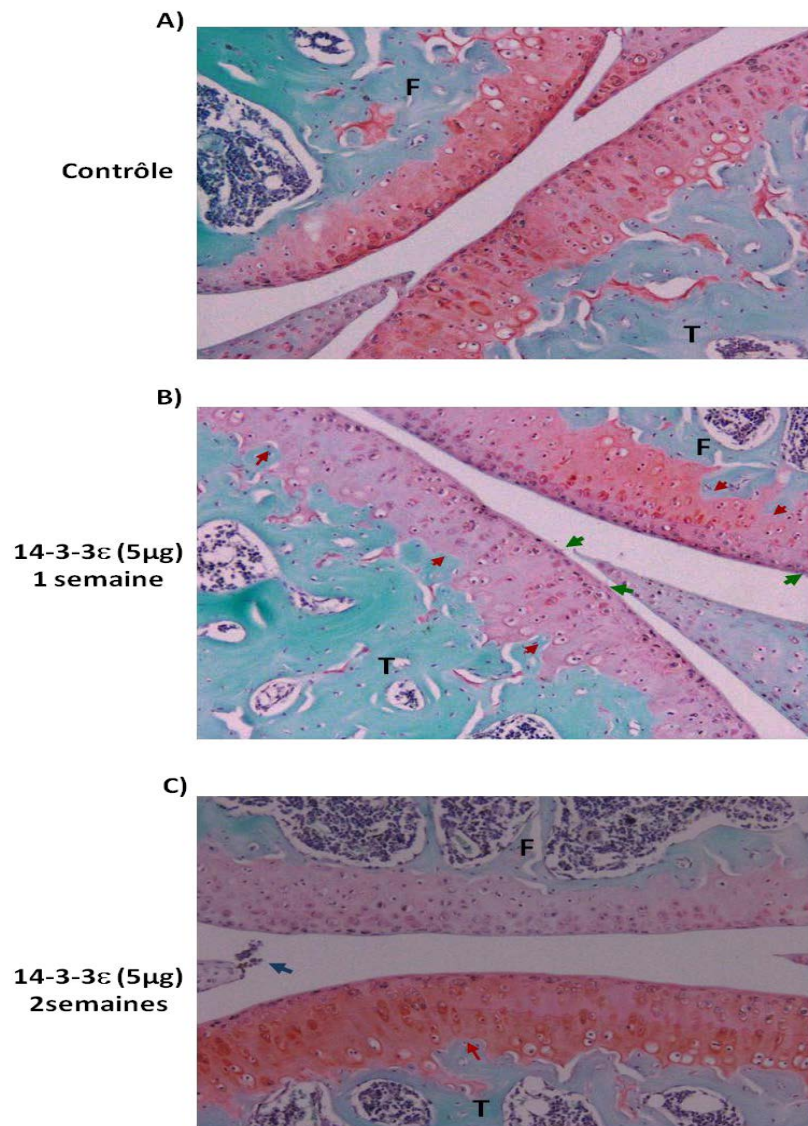 A)
Contrôle
F
T
B)
14-3-3ε (5µg)
1 semaine
F
T
C)
14-3-3ε (5µg)
2semaines
F
T